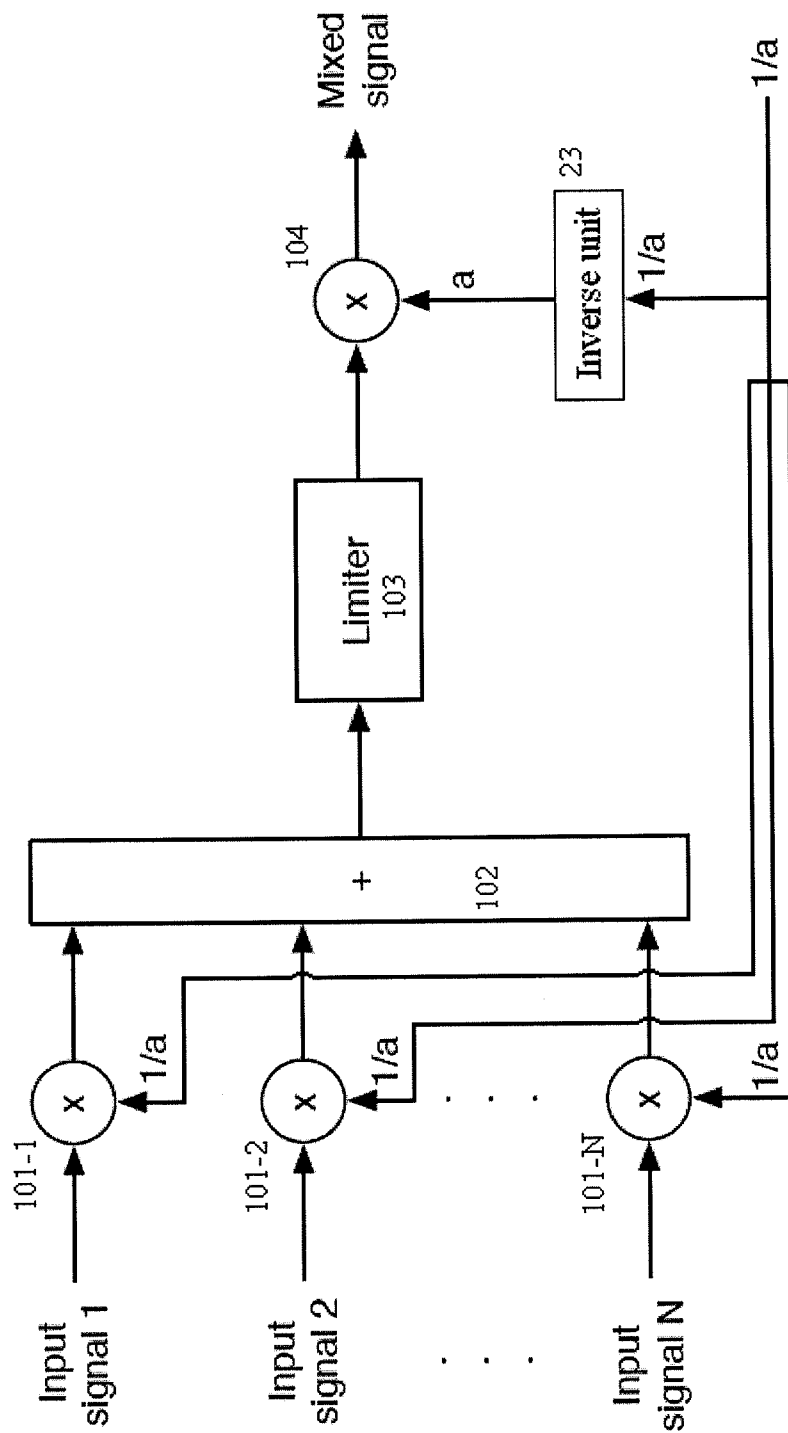 Input
signal 1
101-1
x
1/a
Input
signal 2
101-2
x
1/a
. . .
. . .
Input
signal N
101-N
x
1/a
+
102
Limiter
103
104
x
Mixed
signal
a
Inverse unit
23
1/a
1/a